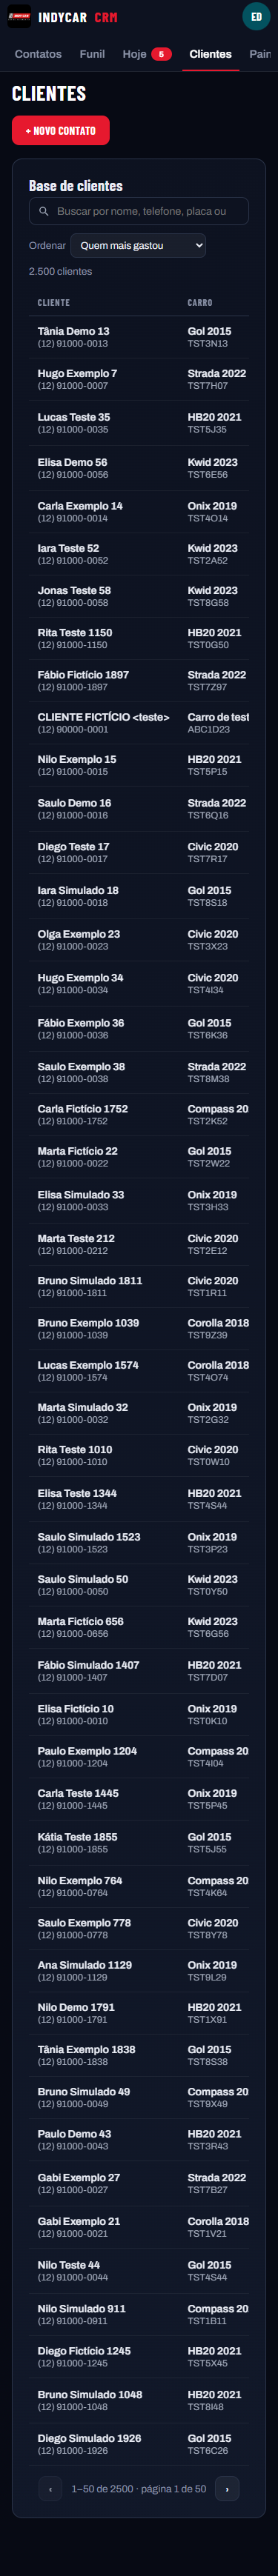 INDYCAR CRM
ED
Contatos Funil Hoje 5 Clientes Pain
CLIENTES
+ NOVO CONTATO
Base de clientes
Buscar por nome, telefone, placa ou
Ordenar Quem mais gastou
2.500 clientes
CLIENTE CARRO
Tânia Demo 13 Gol 2015
(12) 91000-0013 TST3N13
Hugo Exemplo 7 Strada 2022
(12) 91000-0007 TST7H07
Lucas Teste 35 HB20 2021
(12) 91000-0035 TST5J35
Elisa Demo 56 Kwid 2023
(12) 91000-0056 TST6E56
Carla Exemplo 14 Onix 2019
(12) 91000-0014 TST4O14
Iara Teste 52 Kwid 2023
(12) 91000-0052 TST2A52
Jonas Teste 58 Kwid 2023
(12) 91000-0058 TST8G58
Rita Teste 1150 HB20 2021
(12) 91000-1150 TST0G50
Fábio Fictício 1897 Strada 2022
(12) 91000-1897 TST7Z97
CLIENTE FICTÍCIO <teste> Carro de test
(12) 90000-0001 ABC1D23
Nilo Exemplo 15 HB20 2021
(12) 91000-0015 TST5P15
Saulo Demo 16 Strada 2022
(12) 91000-0016 TST6Q16
Diego Teste 17 Civic 2020
(12) 91000-0017 TST7R17
Iara Simulado 18 Gol 2015
(12) 91000-0018 TST8S18
Olga Exemplo 23 Civic 2020
(12) 91000-0023 TST3X23
Hugo Exemplo 34 Civic 2020
(12) 91000-0034 TST4I34
Fábio Exemplo 36 Gol 2015
(12) 91000-0036 TST6K36
Saulo Exemplo 38 Strada 2022
(12) 91000-0038 TST8M38
Carla Fictício 1752 Compass 20
(12) 91000-1752 TST2K52
Marta Fictício 22 Gol 2015
(12) 91000-0022 TST2W22
Elisa Simulado 33 Onix 2019
(12) 91000-0033 TST3H33
Marta Teste 212 Civic 2020
(12) 91000-0212 TST2E12
Bruno Simulado 1811 Civic 2020
(12) 91000-1811 TST1R11
Bruno Exemplo 1039 Corolla 2018
(12) 91000-1039 TST9Z39
Lucas Exemplo 1574 Corolla 2018
(12) 91000-1574 TST4O74
Marta Simulado 32 Onix 2019
(12) 91000-0032 TST2G32
Rita Teste 1010 Civic 2020
(12) 91000-1010 TST0W10
Elisa Teste 1344 HB20 2021
(12) 91000-1344 TST4S44
Saulo Simulado 1523 Onix 2019
(12) 91000-1523 TST3P23
Saulo Simulado 50 Kwid 2023
(12) 91000-0050 TST0Y50
Marta Fictício 656 Kwid 2023
(12) 91000-0656 TST6G56
Fábio Simulado 1407 HB20 2021
(12) 91000-1407 TST7D07
Elisa Fictício 10 Onix 2019
(12) 91000-0010 TST0K10
Paulo Exemplo 1204 Compass 20
(12) 91000-1204 TST4I04
Carla Teste 1445 Onix 2019
(12) 91000-1445 TST5P45
Kátia Teste 1855 Gol 2015
(12) 91000-1855 TST5J55
Nilo Exemplo 764 Compass 20
(12) 91000-0764 TST4K64
Saulo Exemplo 778 Civic 2020
(12) 91000-0778 TST8Y78
Ana Simulado 1129 Onix 2019
(12) 91000-1129 TST9L29
Nilo Demo 1791 HB20 2021
(12) 91000-1791 TST1X91
Tânia Exemplo 1838 Gol 2015
(12) 91000-1838 TST8S38
Bruno Simulado 49 Compass 20
(12) 91000-0049 TST9X49
Paulo Demo 43 HB20 2021
(12) 91000-0043 TST3R43
Gabi Exemplo 27 Strada 2022
(12) 91000-0027 TST7B27
Gabi Exemplo 21 Corolla 2018
(12) 91000-0021 TST1V21
Nilo Teste 44 Gol 2015
(12) 91000-0044 TST4S44
Nilo Simulado 911 Compass 20
(12) 91000-0911 TST1B11
Diego Fictício 1245 HB20 2021
(12) 91000-1245 TST5X45
Bruno Simulado 1048 HB20 2021
(12) 91000-1048 TST8I48
Diego Simulado 1926 Gol 2015
(12) 91000-1926 TST6C26
‹ 1–50 de 2500 · página 1 de 50 ›